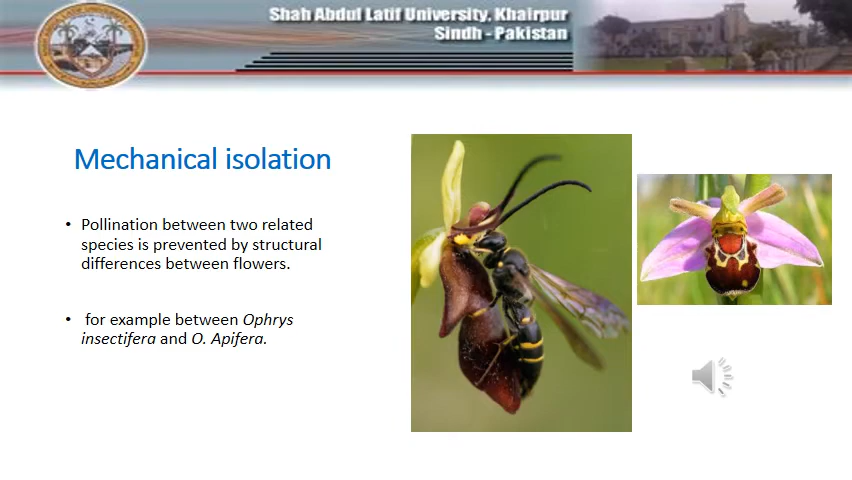 Shah Abdul Latif University, Khairpur
Sindh - Pakistan
Mechanical isolation
• Pollination between two related
species is prevented by structural
differences between flowers.
• for example between Ophrys
insectifera and O. Apifera.